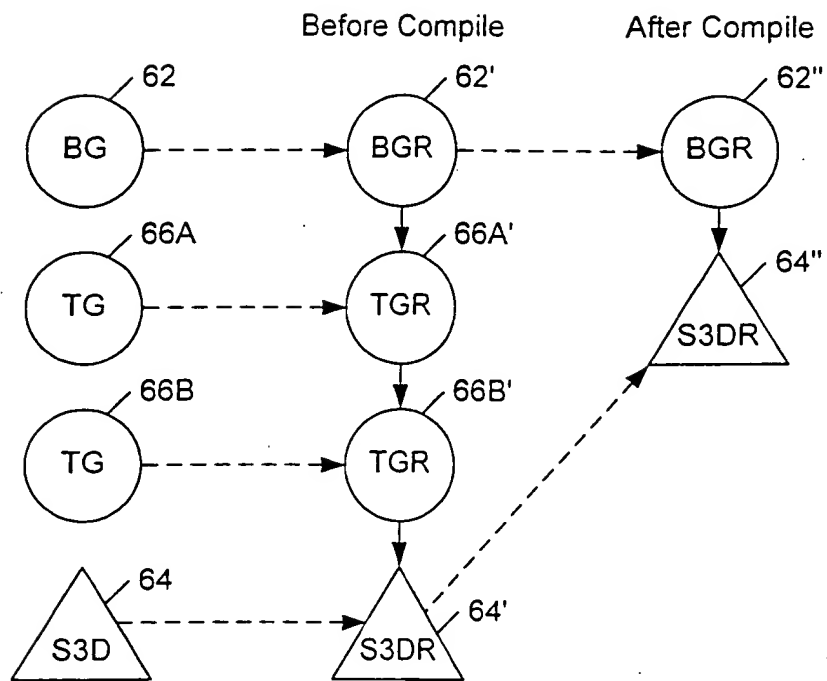 Before Compile After Compile
62 62' 62"
BG BGR BGR
66A 66A' 64"
TG TGR S3DR
66B 66B'
TG TGR
64 64'
S3D S3DR